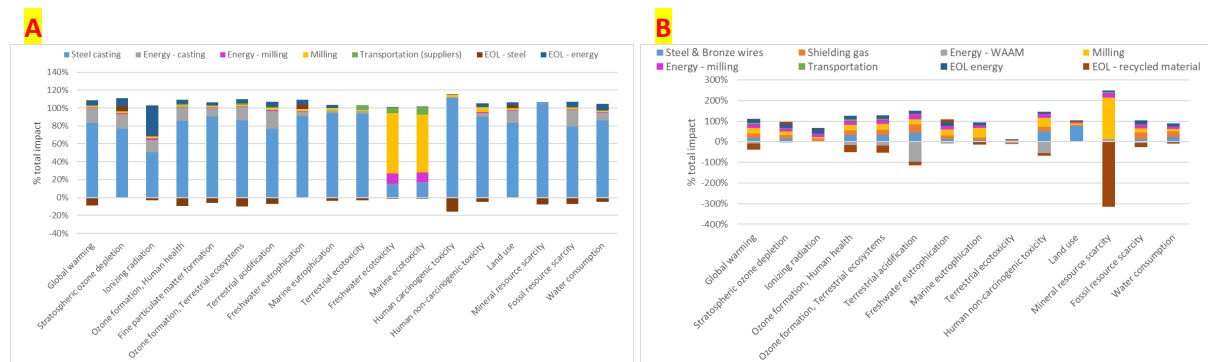 A
Steel casting Energy - casting Energy - milling Milling Transportation (suppliers) EOL - steel EOL - energy
% total impact
140%
120%
100%
80%
60%
40%
20%
0%
-20%
-40%
Global warming
Stratospheric ozone depletion
Ionizing radiation
Ozone formation, Human health
Fine particulate matter formation
Ozone formation, Terrestrial ecosystems
Terrestrial acidification
Freshwater eutrophication
Marine eutrophication
Terrestrial ecotoxicity
Freshwater ecotoxicity
Marine ecotoxicity
Human carcinogenic toxicity
Human non-carcinogenic toxicity
Land use
Mineral resource scarcity
Fossil resource scarcity
Water consumption
B
Steel & Bronze wires Shielding gas Energy - WAAM Milling
Energy - milling Transportation EOL energy EOL - recycled material
% total impact
300%
200%
100%
0%
-100%
-200%
-300%
-400%
Global warming
Stratospheric ozone depletion
Ionizing radiation
Ozone formation, Human health
Ozone formation, Terrestrial ecosystems
Terrestrial acidification
Freshwater eutrophication
Marine eutrophication
Terrestrial ecotoxicity
Human non-carcinogenic toxicity
Land use
Mineral resource scarcity
Fossil resource scarcity
Water consumption